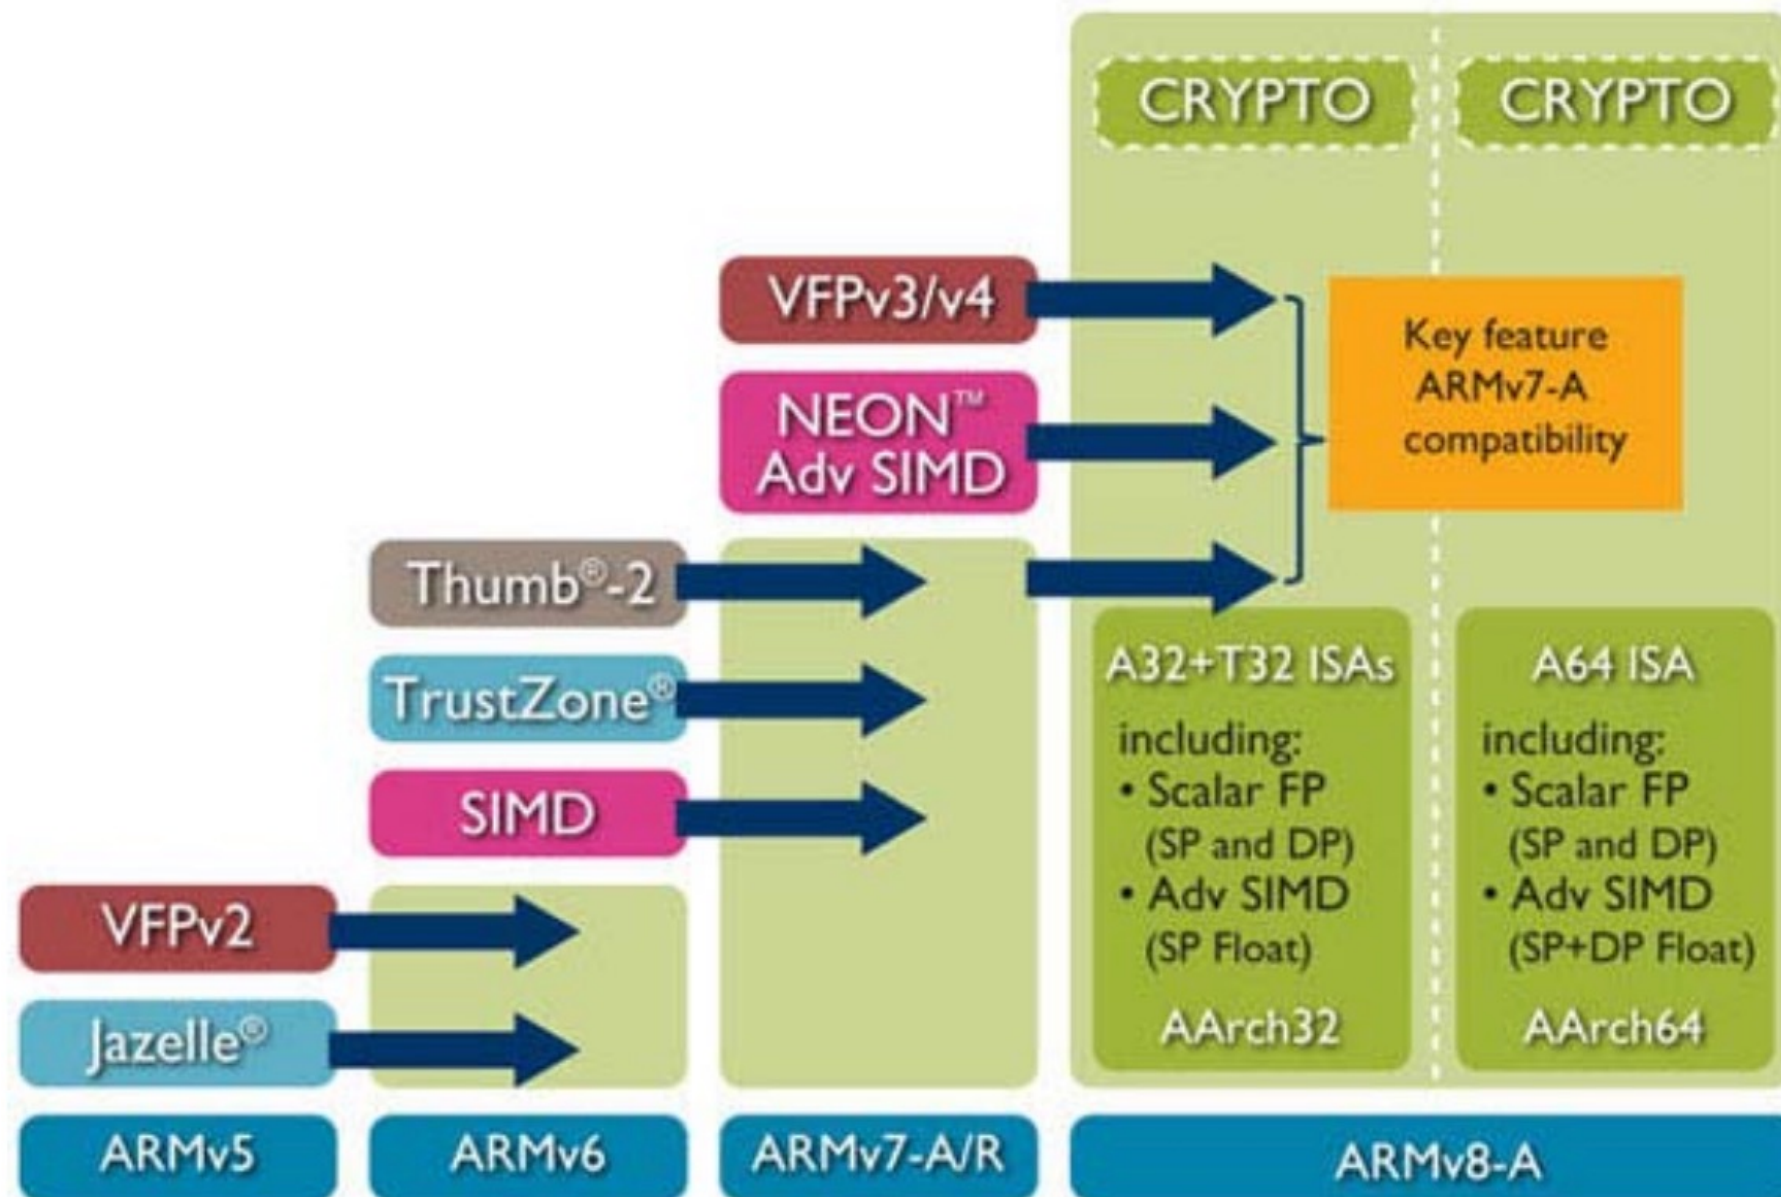 CRYPTO
CRYPTO
VFPv3/v4
Key feature
ARMv7-A
compatibility
NEON™
Adv SIMD
Thumb®-2
TrustZone®
SIMD
A32+T32 ISAs
including:
• Scalar FP
(SP and DP)
• Adv SIMD
(SP Float)
AArch32
A64 ISA
including:
• Scalar FP
(SP and DP)
• Adv SIMD
(SP+DP Float)
AArch64
VFPv2
Jazelle®
ARMv5
ARMv6
ARMv7-A/R
ARMv8-A